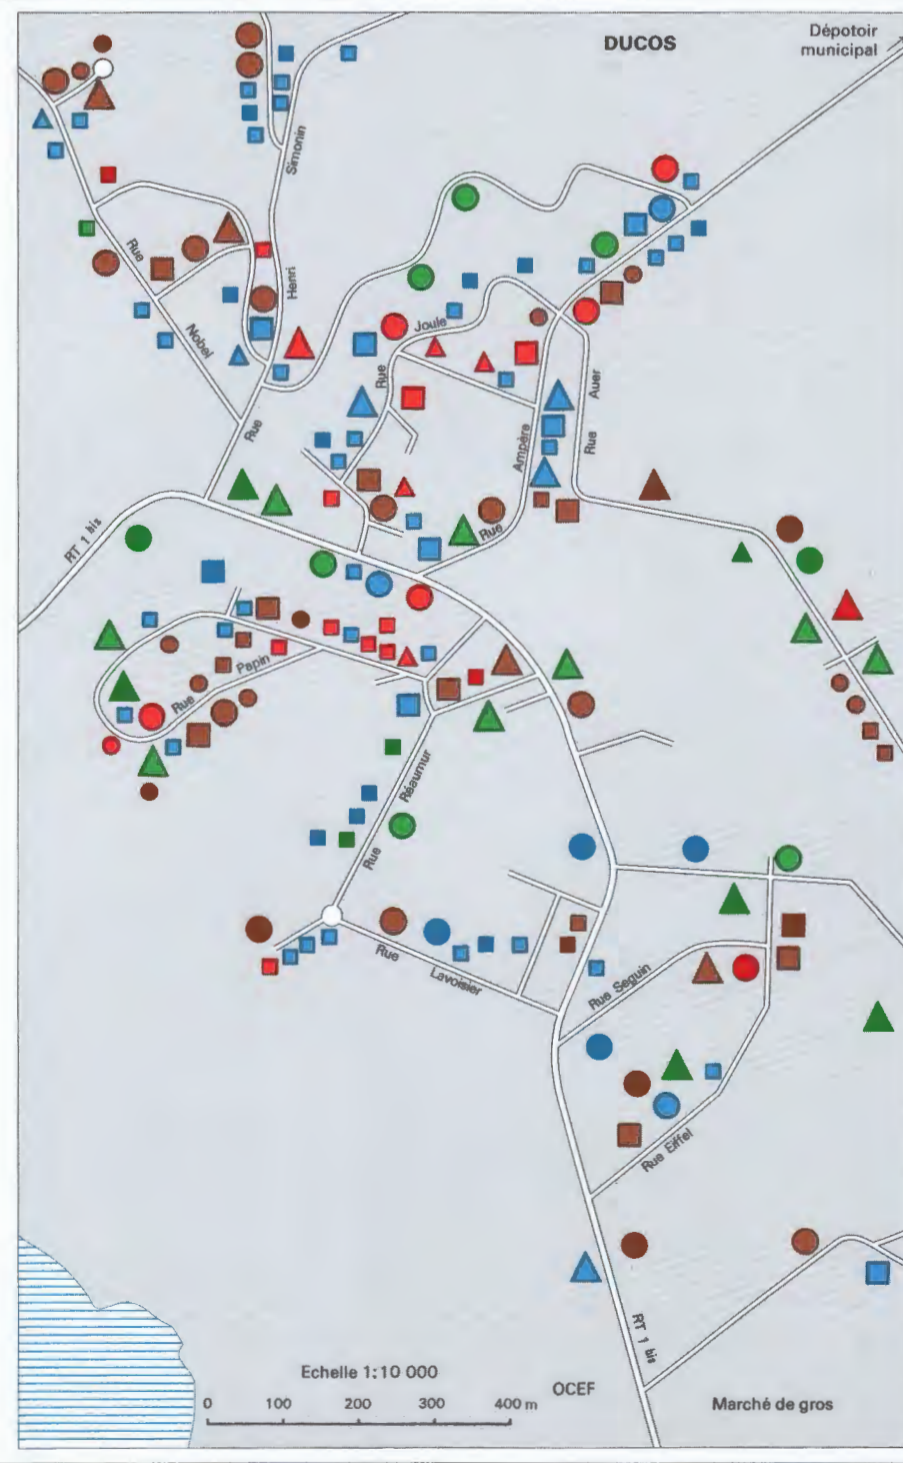 DUCOS
Dépotoir
municipal
Simonin
Henri
Rue
Nobel
Rue
Joule
Rue
Auer
Rue
Ampère
Rue
RT 1 bis
Papin
Rue
Réaumur
Rue
Rue
Lavoisier
Rue Seguin
Rue Eiffel
RT 1 bis
Echelle 1:10 000
0 100 200 300 400 m
OCEF
Marché de gros